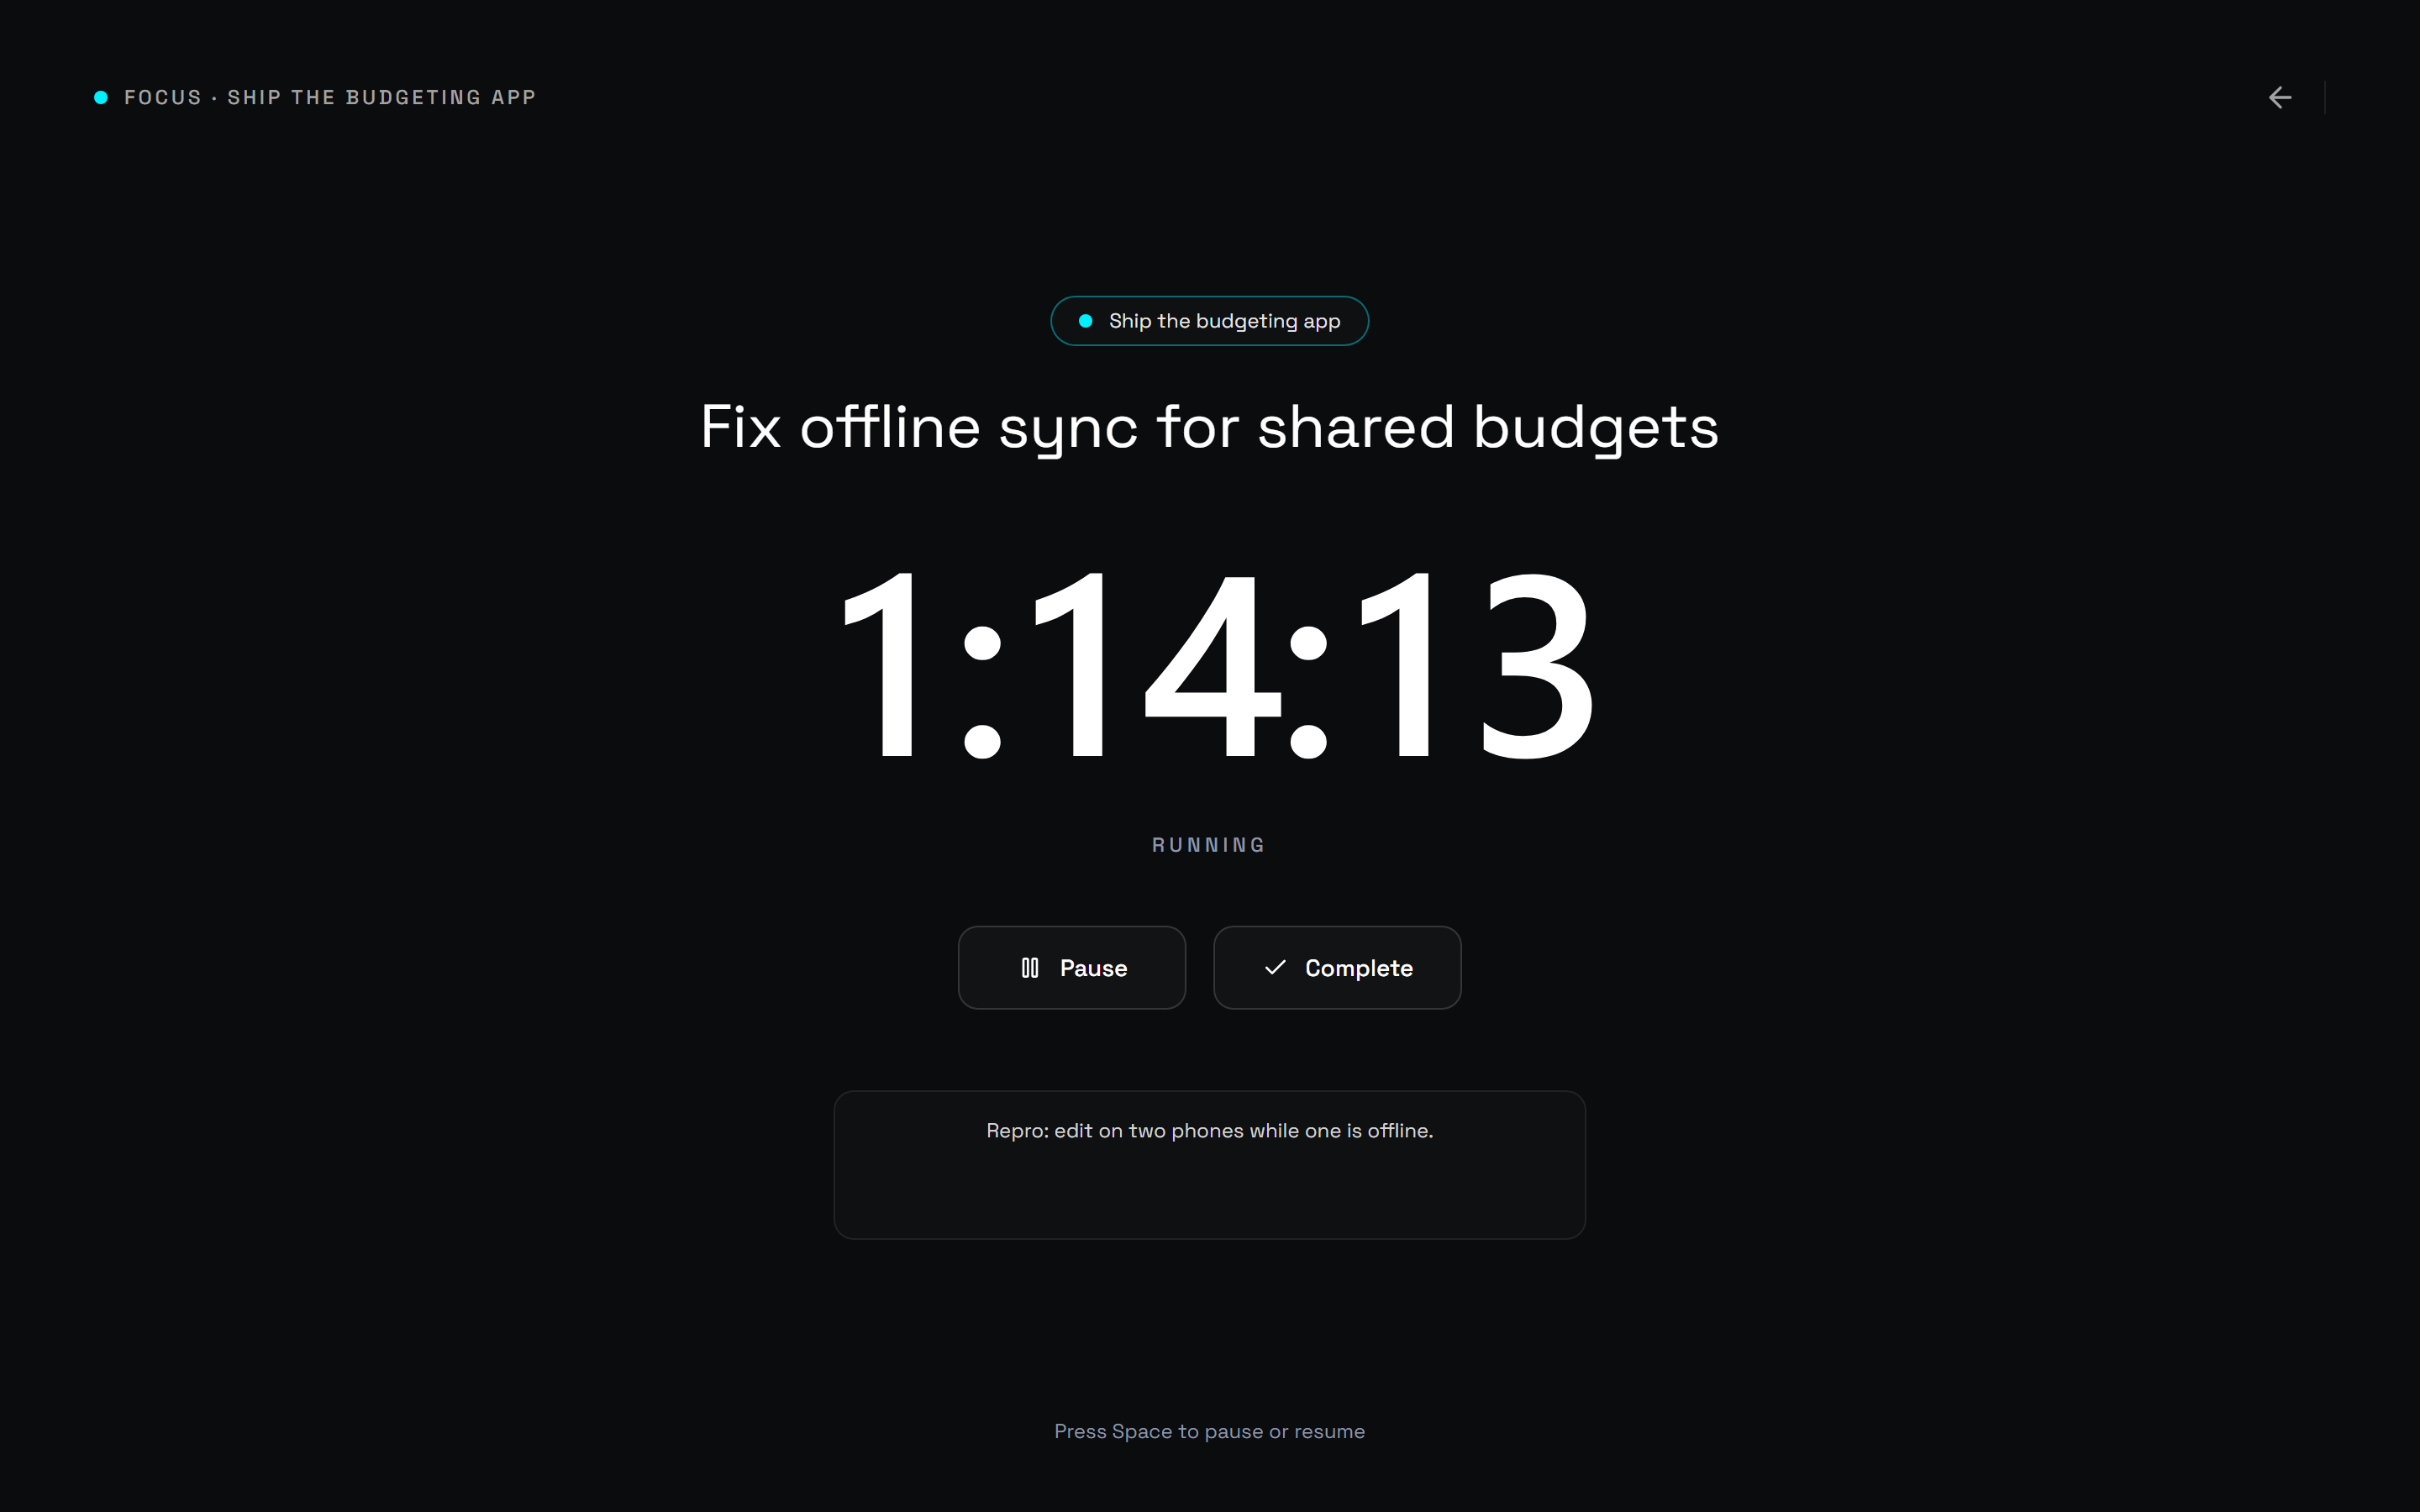 FOCUS · SHIP THE BUDGETING APP
Ship the budgeting app
Fix offline sync for shared budgets
1:14:13
RUNNING
Pause
Complete
Repro: edit on two phones while one is offline.
Press Space to pause or resume